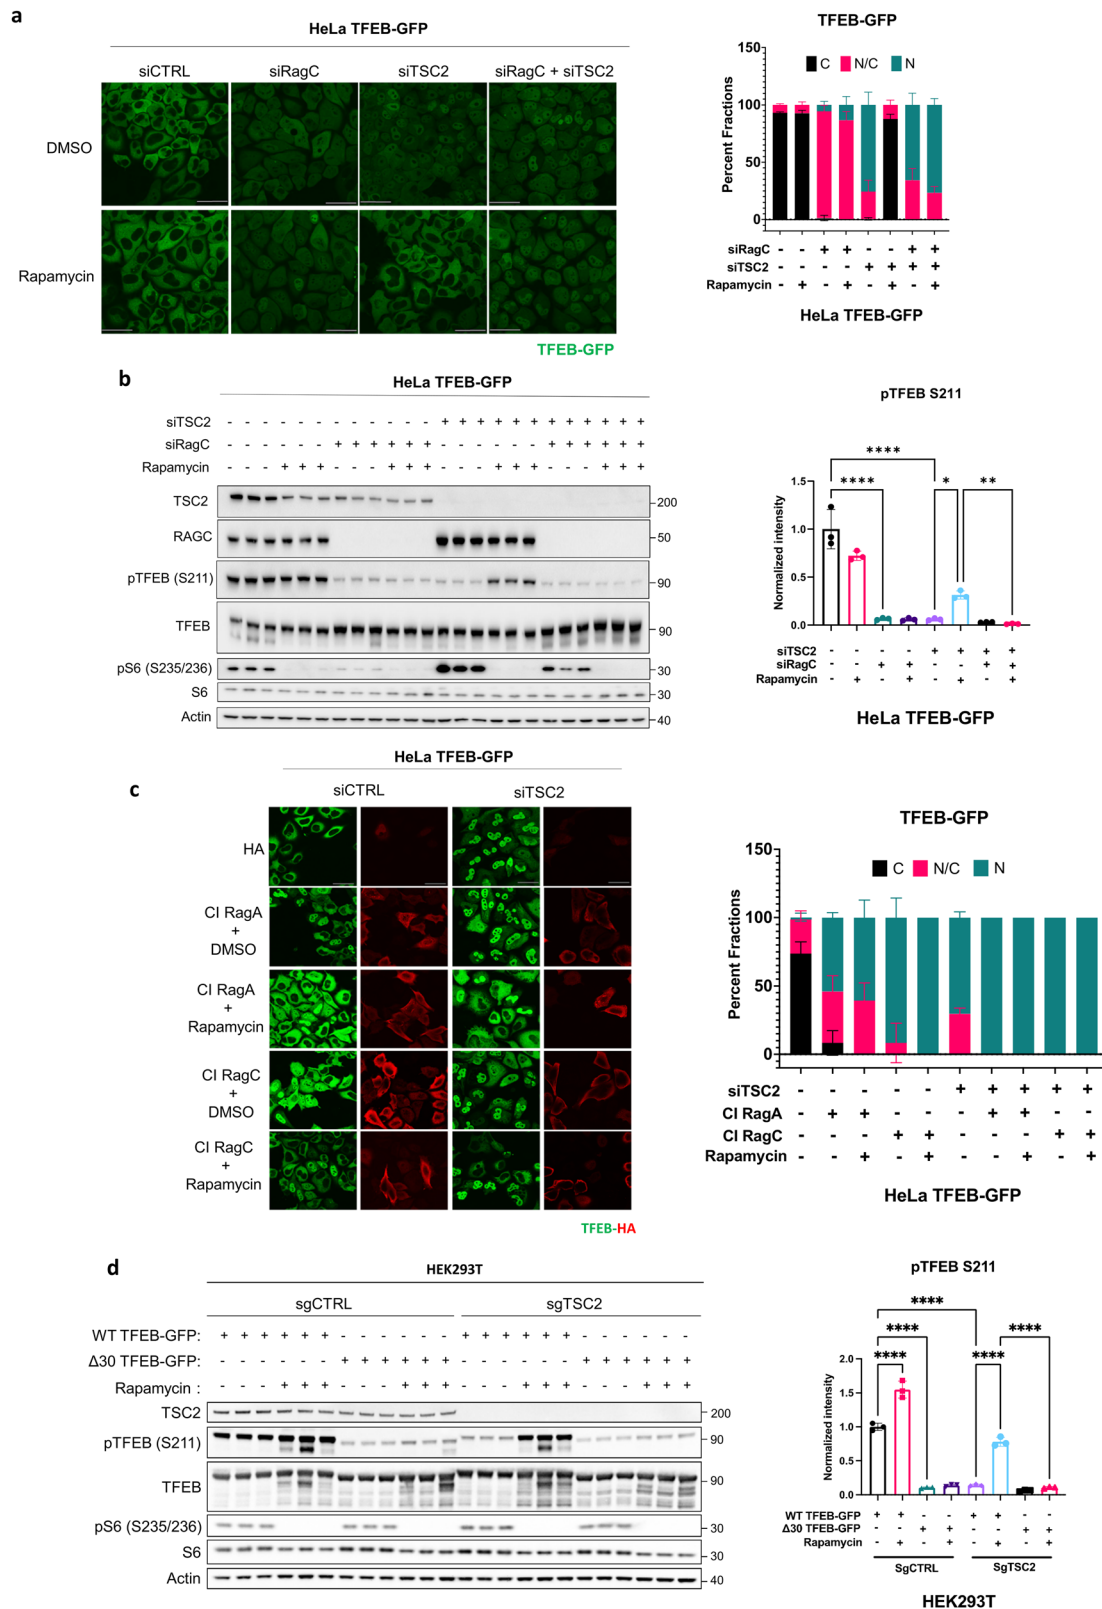 a
HeLa TFEB-GFP
siCTRL siRagC siTSC2 siRagC + siTSC2
DMSO
Rapamycin
TFEB-GFP
TFEB-GFP
C N/C N
Percent Fractions
150
100
50
0
siRagC - - + + - - + +
siTSC2 - - - - + + + +
Rapamycin - + - + - + - +
HeLa TFEB-GFP
b
HeLa TFEB-GFP
siTSC2 - - - - - - - - - - - - + + + + + + + + + + + +
siRagC - - - - - - + + + + + + - - - - - - + + + + + +
Rapamycin - - - + + + - - - + + + - - - + + + - - - + + +
TSC2 200
RAGC 50
pTFEB (S211) 90
TFEB 90
pS6 (S235/236) 30
S6 30
Actin 40
pTFEB S211
**** 
**** * **
Normalized intensity
1.5
1.0
0.5
0.0
siTSC2 - - - - + + + +
siRagC - - + + - - + +
Rapamycin - + - + - + - +
HeLa TFEB-GFP
c
HeLa TFEB-GFP
siCTRL siTSC2
HA
CI RagA
+
DMSO
CI RagA
+
Rapamycin
CI RagC
+
DMSO
CI RagC
+
Rapamycin
TFEB-HA
TFEB-GFP
C N/C N
Percent Fractions
150
100
50
0
siTSC2 - - - - - + + + + +
CI RagA - + + - - - + + - -
CI RagC - - - + + - - - + +
Rapamycin - - + - + - - + - +
HeLa TFEB-GFP
d
HEK293T
sgCTRL sgTSC2
WT TFEB-GFP: + + + + + + - - - - - - + + + + + + - - - - - -
Δ30 TFEB-GFP: - - - - - - + + + + + + - - - - - - + + + + + +
Rapamycin : - - - + + + - - - + + + - - - + + + - - - + + +
TSC2 200
pTFEB (S211) 90
TFEB 90
pS6 (S235/236) 30
S6 30
Actin 40
pTFEB S211
****
**** ****
**** ****
Normalized intensity
2.0
1.5
1.0
0.5
0.0
WT TFEB-GFP + + - - + + - -
Δ30 TFEB-GFP - - + + - - + +
Rapamycin - + - + - + - +
SgCTRL SgTSC2
HEK293T